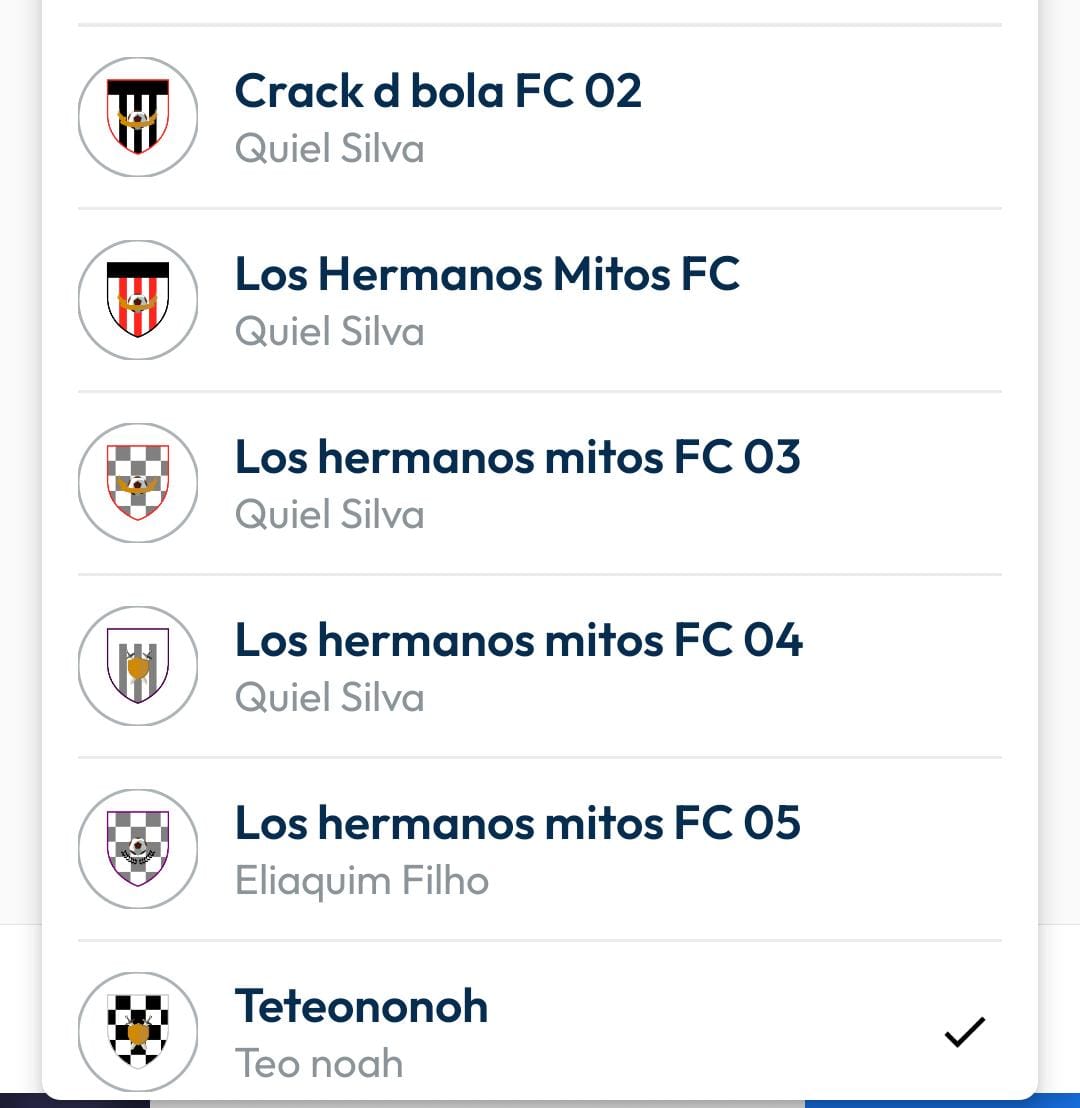 Crack d bola FC 02
Quiel Silva
Los Hermanos Mitos FC
Quiel Silva
Los hermanos mitos FC 03
Quiel Silva
Los hermanos mitos FC 04
Quiel Silva
Los hermanos mitos FC 05
Eliaquim Filho
Teteononoh
Teo noah